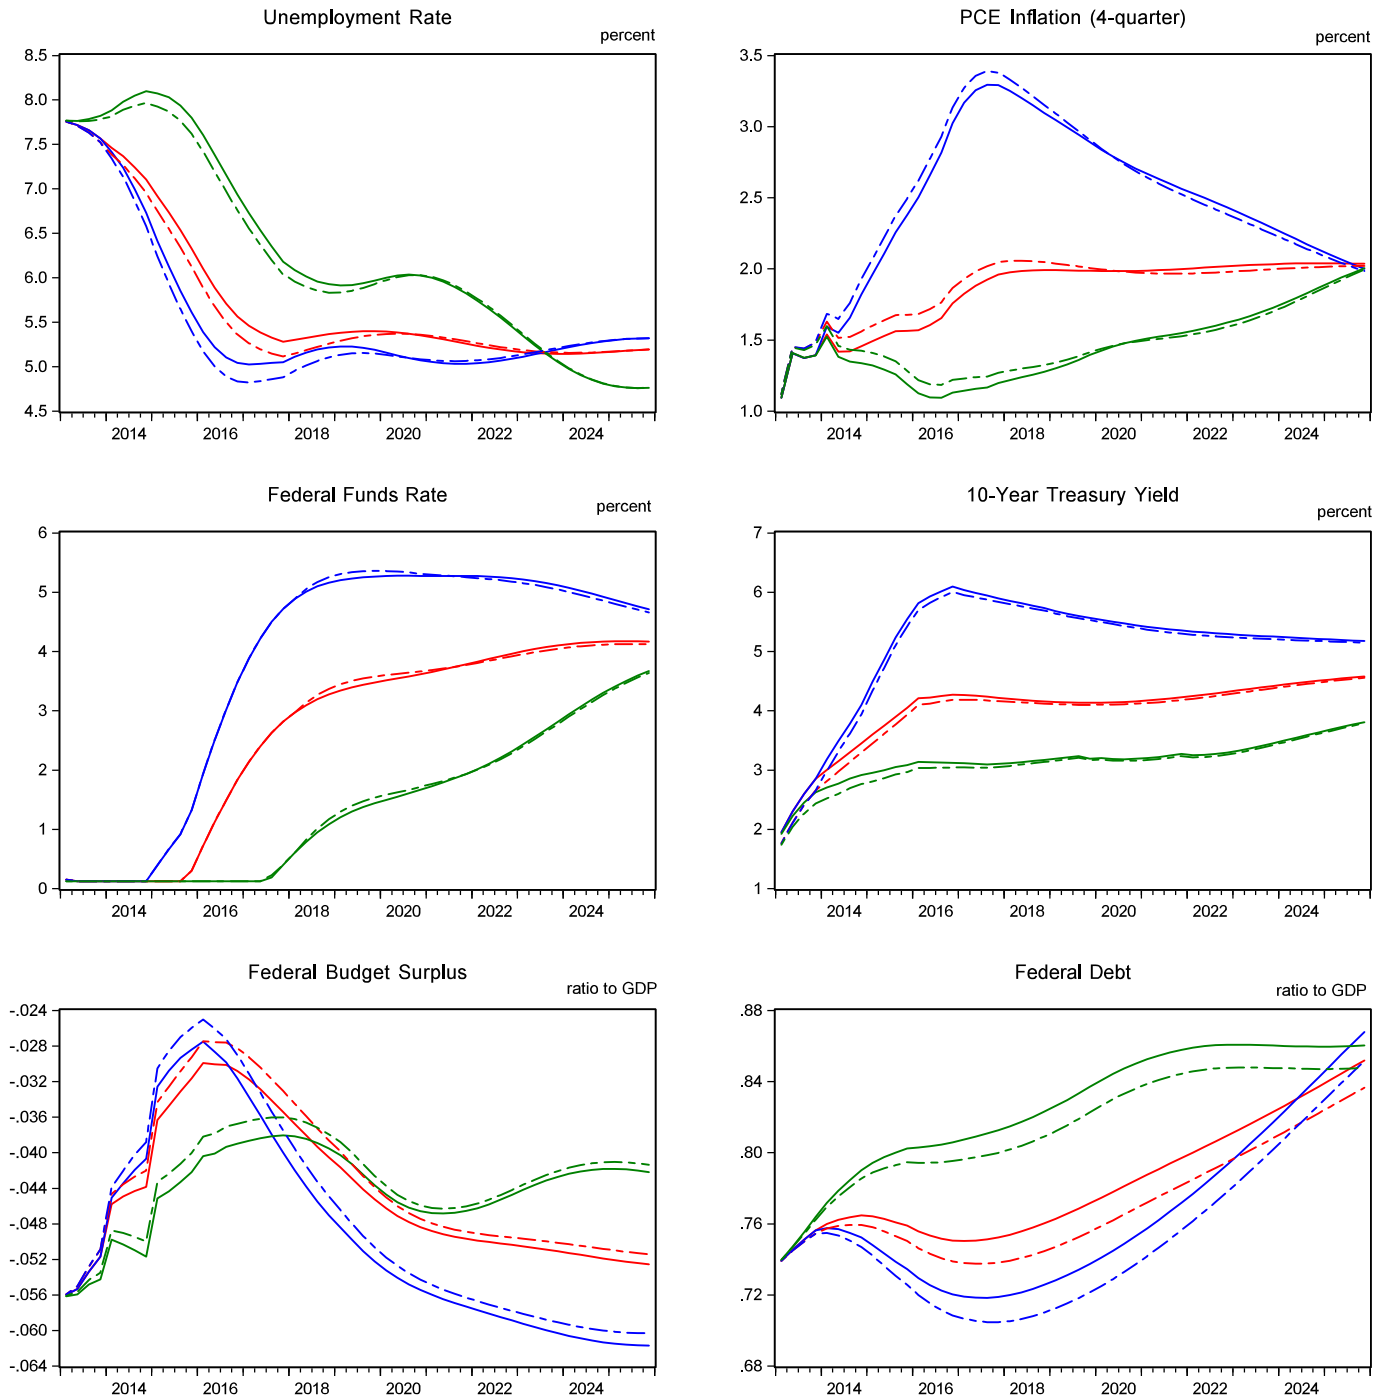 Unemployment Rate
percent
8.5
8.0
7.5
7.0
6.5
6.0
5.5
5.0
4.5
2014 2016 2018 2020 2022 2024
PCE Inflation (4-quarter)
percent
3.5
3.0
2.5
2.0
1.5
1.0
2014 2016 2018 2020 2022 2024
Federal Funds Rate
percent
6
5
4
3
2
1
0
2014 2016 2018 2020 2022 2024
10-Year Treasury Yield
percent
7
6
5
4
3
2
1
2014 2016 2018 2020 2022 2024
Federal Budget Surplus
ratio to GDP
-.024
-.028
-.032
-.036
-.040
-.044
-.048
-.052
-.056
-.060
-.064
2014 2016 2018 2020 2022 2024
Federal Debt
ratio to GDP
.88
.84
.80
.76
.72
.68
2014 2016 2018 2020 2022 2024